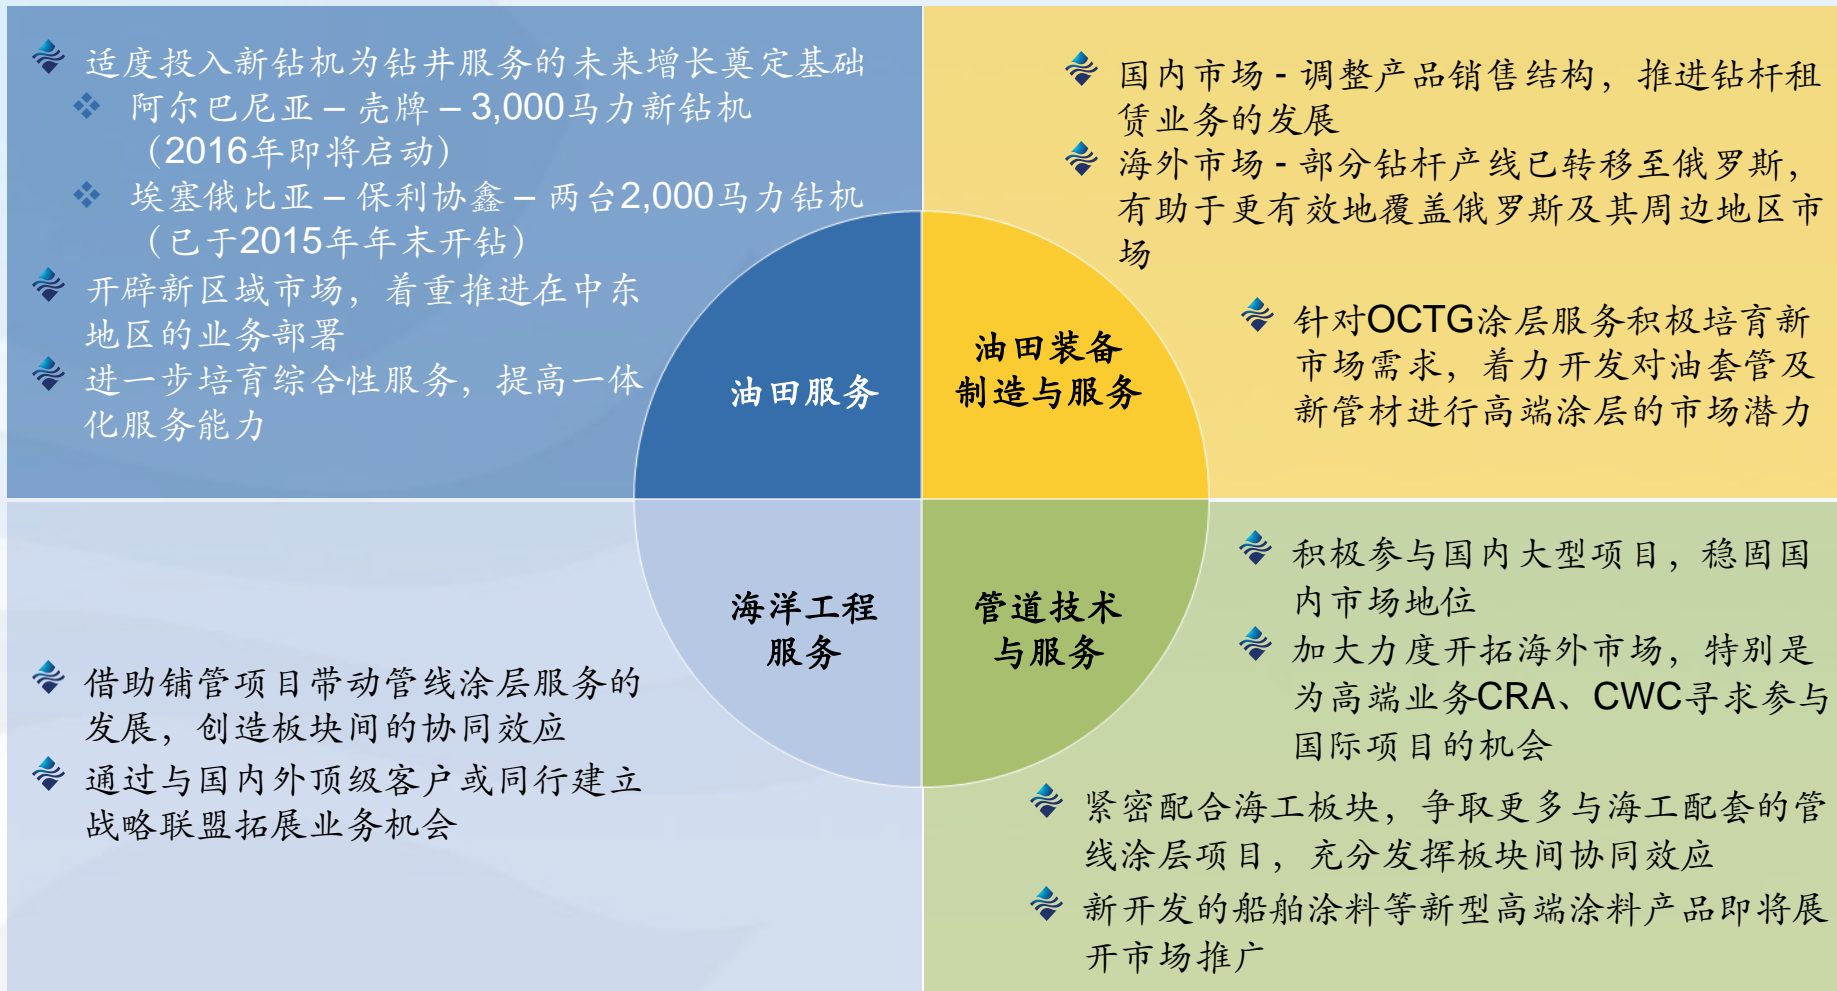 适度投入新钻机为钻井服务的未来增长奠定基础
阿尔巴尼亚 – 壳牌 – 3,000马力新钻机
（2016年即将启动）
埃塞俄比亚 – 保利协鑫 – 两台2,000马力钻机
（已于2015年年末开钻）
开辟新区域市场，着重推进在中东
地区的业务部署
进一步培育综合性服务，提高一体
化服务能力
油田服务
国内市场 - 调整产品销售结构，推进钻杆租
赁业务的发展
海外市场 - 部分钻杆产线已转移至俄罗斯，
有助于更有效地覆盖俄罗斯及其周边地区市
场
针对OCTG涂层服务积极培育新
市场需求，着力开发对油套管及
新管材进行高端涂层的市场潜力
油田装备
制造与服务
海洋工程
服务
借助铺管项目带动管线涂层服务的
发展，创造板块间的协同效应
通过与国内外顶级客户或同行建立
战略联盟拓展业务机会
管道技术
与服务
积极参与国内大型项目，稳固国
内市场地位
加大力度开拓海外市场，特别是
为高端业务CRA、CWC寻求参与
国际项目的机会
紧密配合海工板块，争取更多与海工配套的管
线涂层项目，充分发挥板块间协同效应
新开发的船舶涂料等新型高端涂料产品即将展
开市场推广